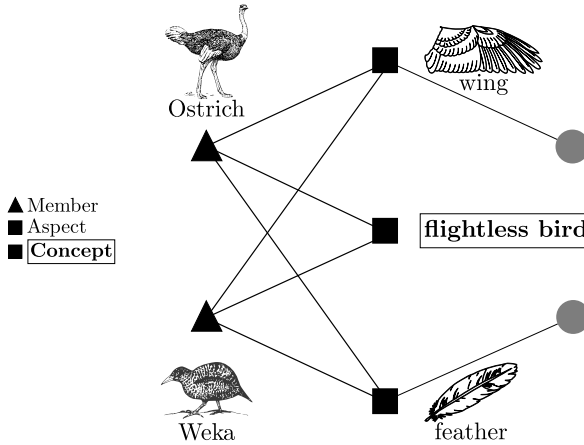 Ostrich
wing
Member
Aspect
Concept
flightless bird
Weka
feather